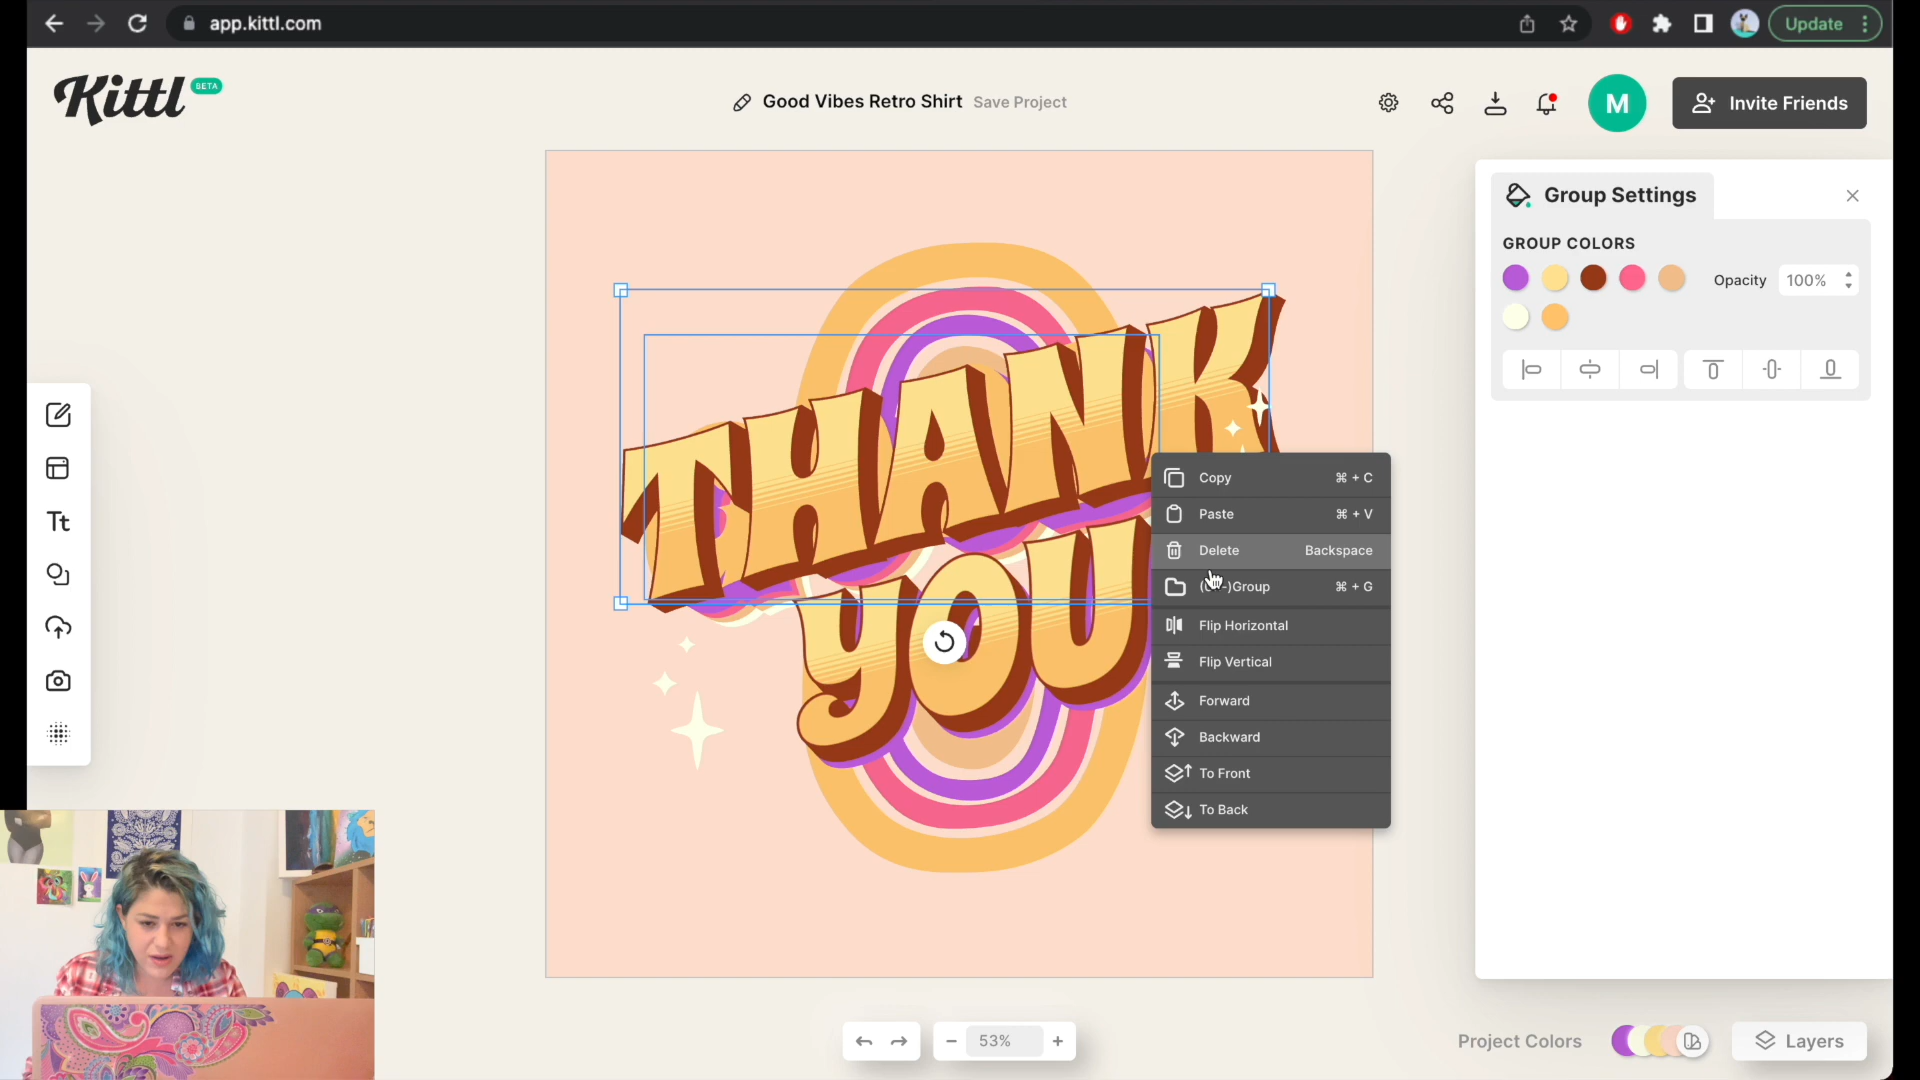 app.kittl.com
Update
Kittl BETA
Good Vibes Retro Shirt Save Project
M
Invite Friends
Group Settings
GROUP COLORS
Opacity 100%
THANK
YOU
Tt
Copy ⌘ + C
Paste ⌘ + V
Delete Backspace
(Un-)Group ⌘ + G
Flip Horizontal
Flip Vertical
Forward
Backward
To Front
To Back
53%
Project Colors
Layers